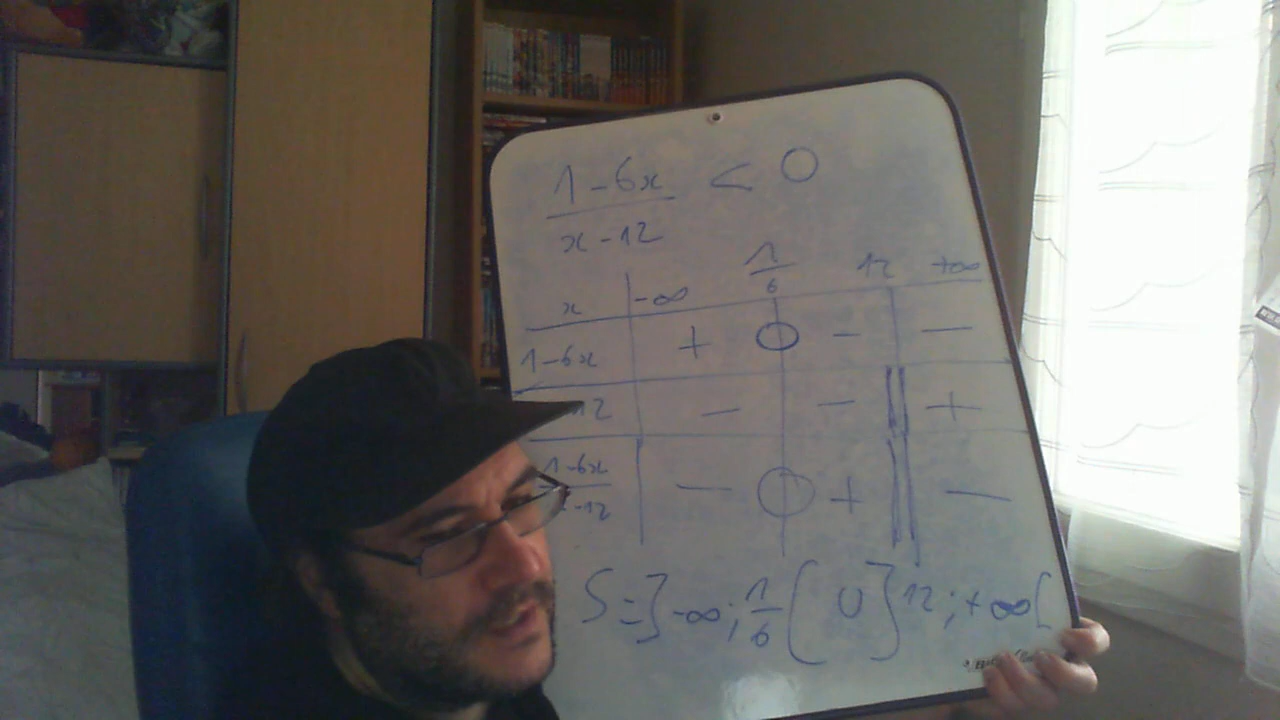 1-6x / x-12 < 0
x | -∞ 1/6 12 +∞
1-6x | + 0 - -
12 | - - || +
1-6x / -12 | - 0 + || -
S = ]-∞; 1/6[ U ]12; +∞[